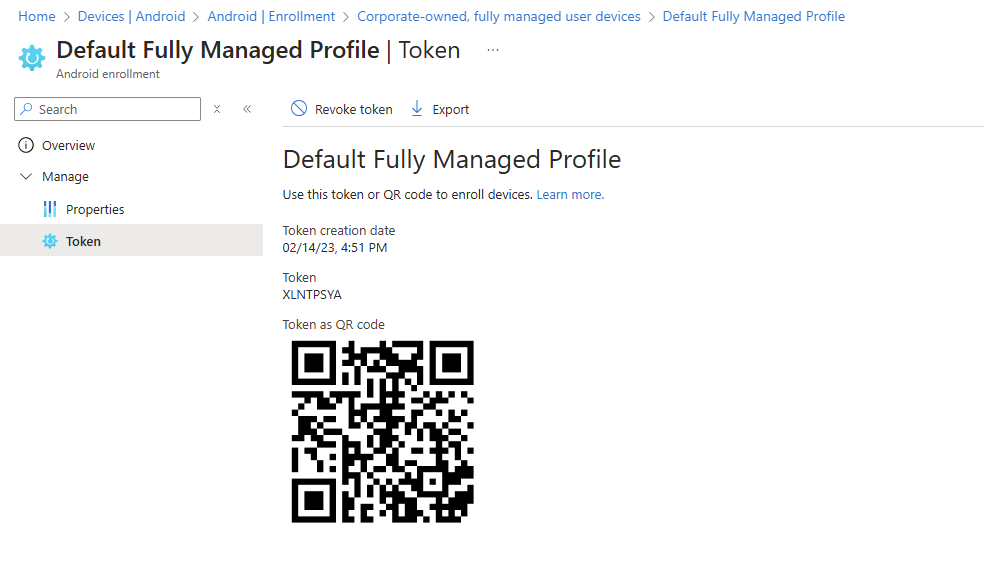 Home > Devices | Android > Android | Enrollment > Corporate-owned, fully managed user devices > Default Fully Managed Profile
Default Fully Managed Profile | Token ...
Android enrollment
Search
Revoke token
Export
Overview
Manage
Properties
Token
Default Fully Managed Profile
Use this token or QR code to enroll devices. Learn more.
Token creation date
02/14/23, 4:51 PM
Token
XLNTPSYA
Token as QR code